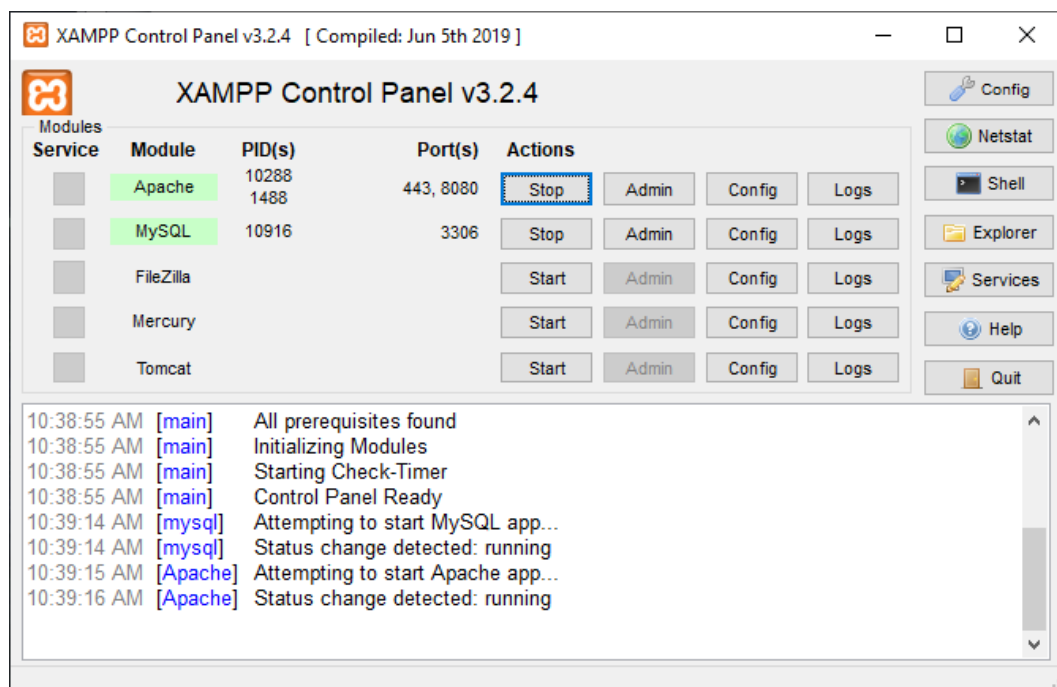 XAMPP Control Panel v3.2.4 [ Compiled: Jun 5th 2019 ]
XAMPP Control Panel v3.2.4
Config
Modules
Netstat
Service Module PID(s) Port(s) Actions
Apache 10288 1488 443, 8080 Stop Admin Config Logs
Shell
MySQL 10916 3306 Stop Admin Config Logs
Explorer
FileZilla Start Admin Config Logs
Services
Mercury Start Admin Config Logs
Help
Tomcat Start Admin Config Logs
Quit
10:38:55 AM [main] All prerequisites found
10:38:55 AM [main] Initializing Modules
10:38:55 AM [main] Starting Check-Timer
10:38:55 AM [main] Control Panel Ready
10:39:14 AM [mysql] Attempting to start MySQL app...
10:39:14 AM [mysql] Status change detected: running
10:39:15 AM [Apache] Attempting to start Apache app...
10:39:16 AM [Apache] Status change detected: running